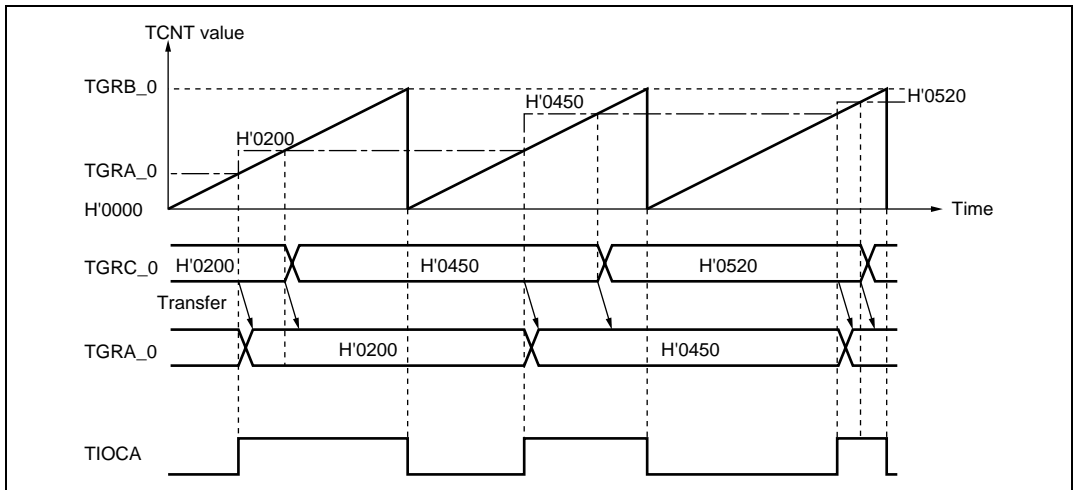 TCNT value
TGRB_0
H'0520
H'0450
H'0200
TGRA_0
H'0000
Time
TGRC_0
H'0200
H'0450
H'0520
Transfer
TGRA_0
H'0200
H'0450
TIOCA